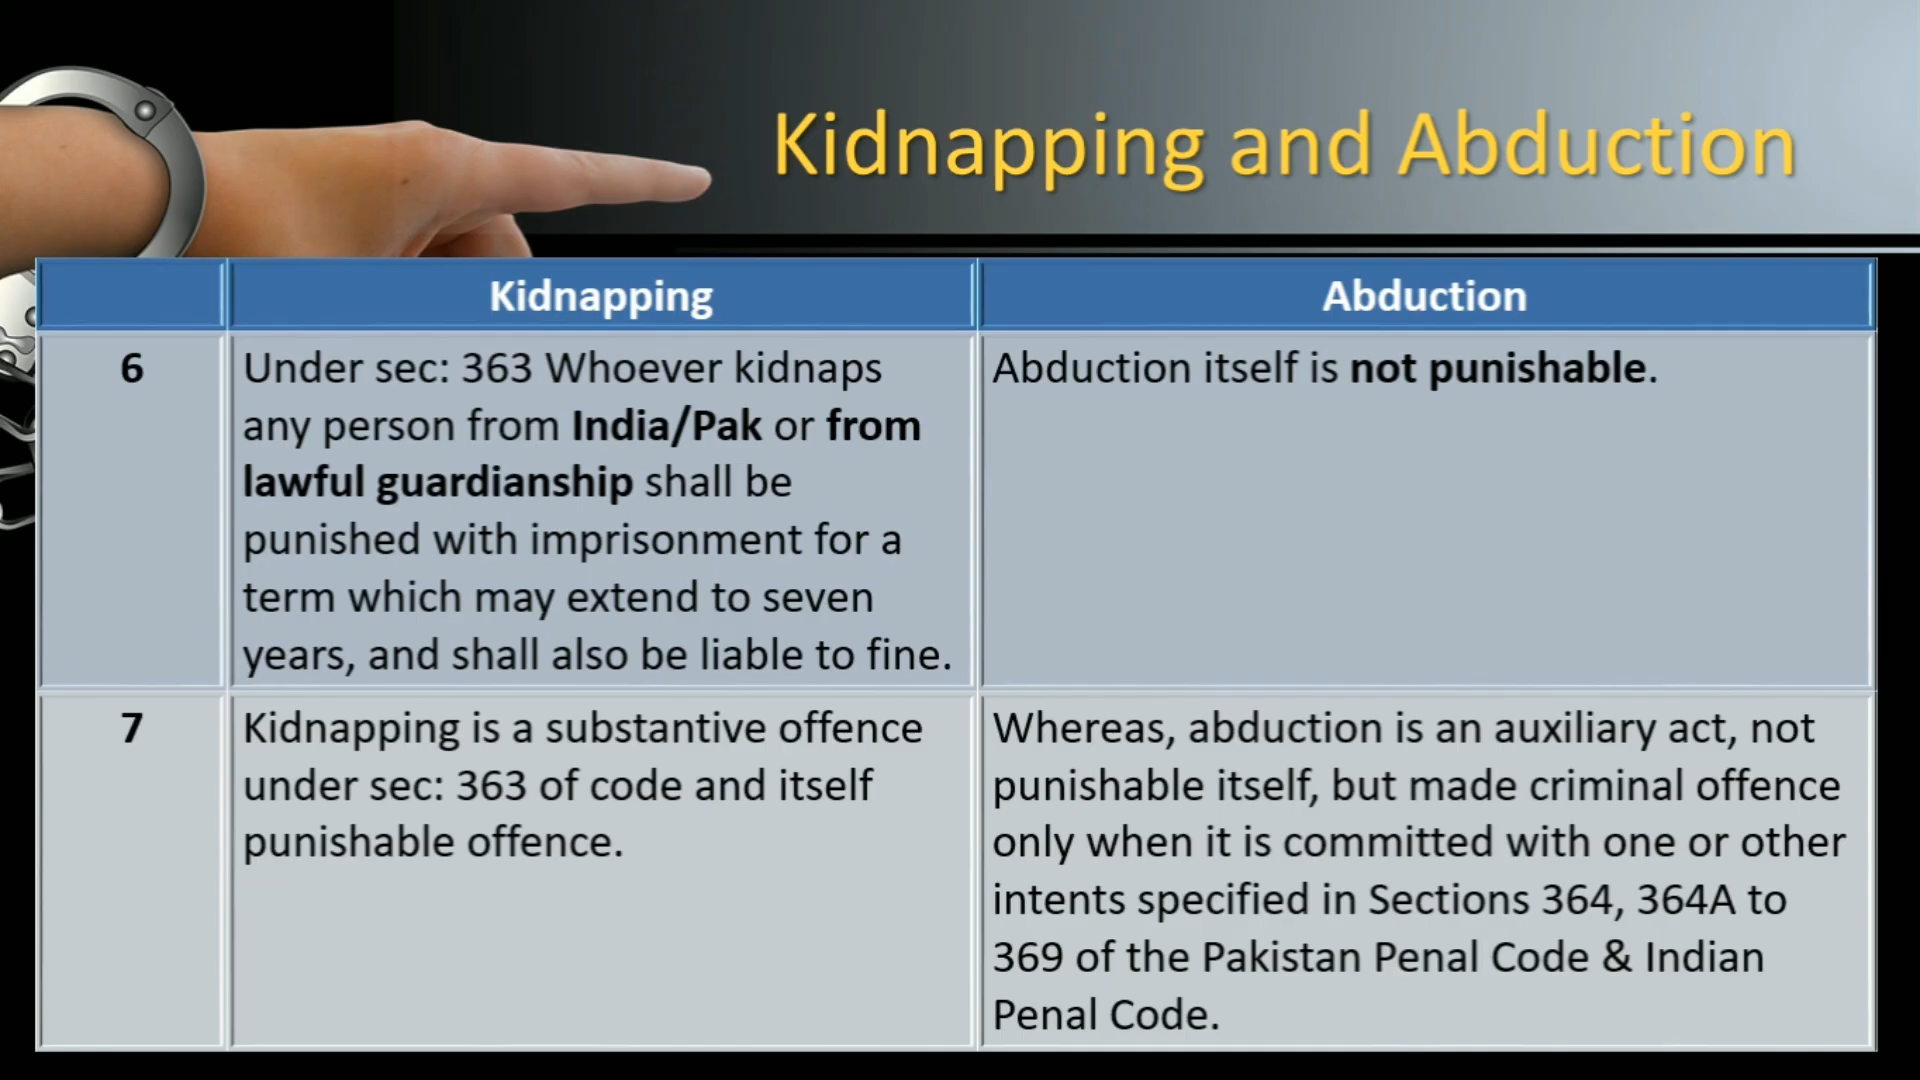 Kidnapping and Abduction
Kidnapping
Abduction
6
Under sec: 363 Whoever kidnaps
any person from India/Pak or from
lawful guardianship shall be
punished with imprisonment for a
term which may extend to seven
years, and shall also be liable to fine.
Abduction itself is not punishable.
7
Kidnapping is a substantive offence
under sec: 363 of code and itself
punishable offence.
Whereas, abduction is an auxiliary act, not
punishable itself, but made criminal offence
only when it is committed with one or other
intents specified in Sections 364, 364A to
369 of the Pakistan Penal Code & Indian
Penal Code.